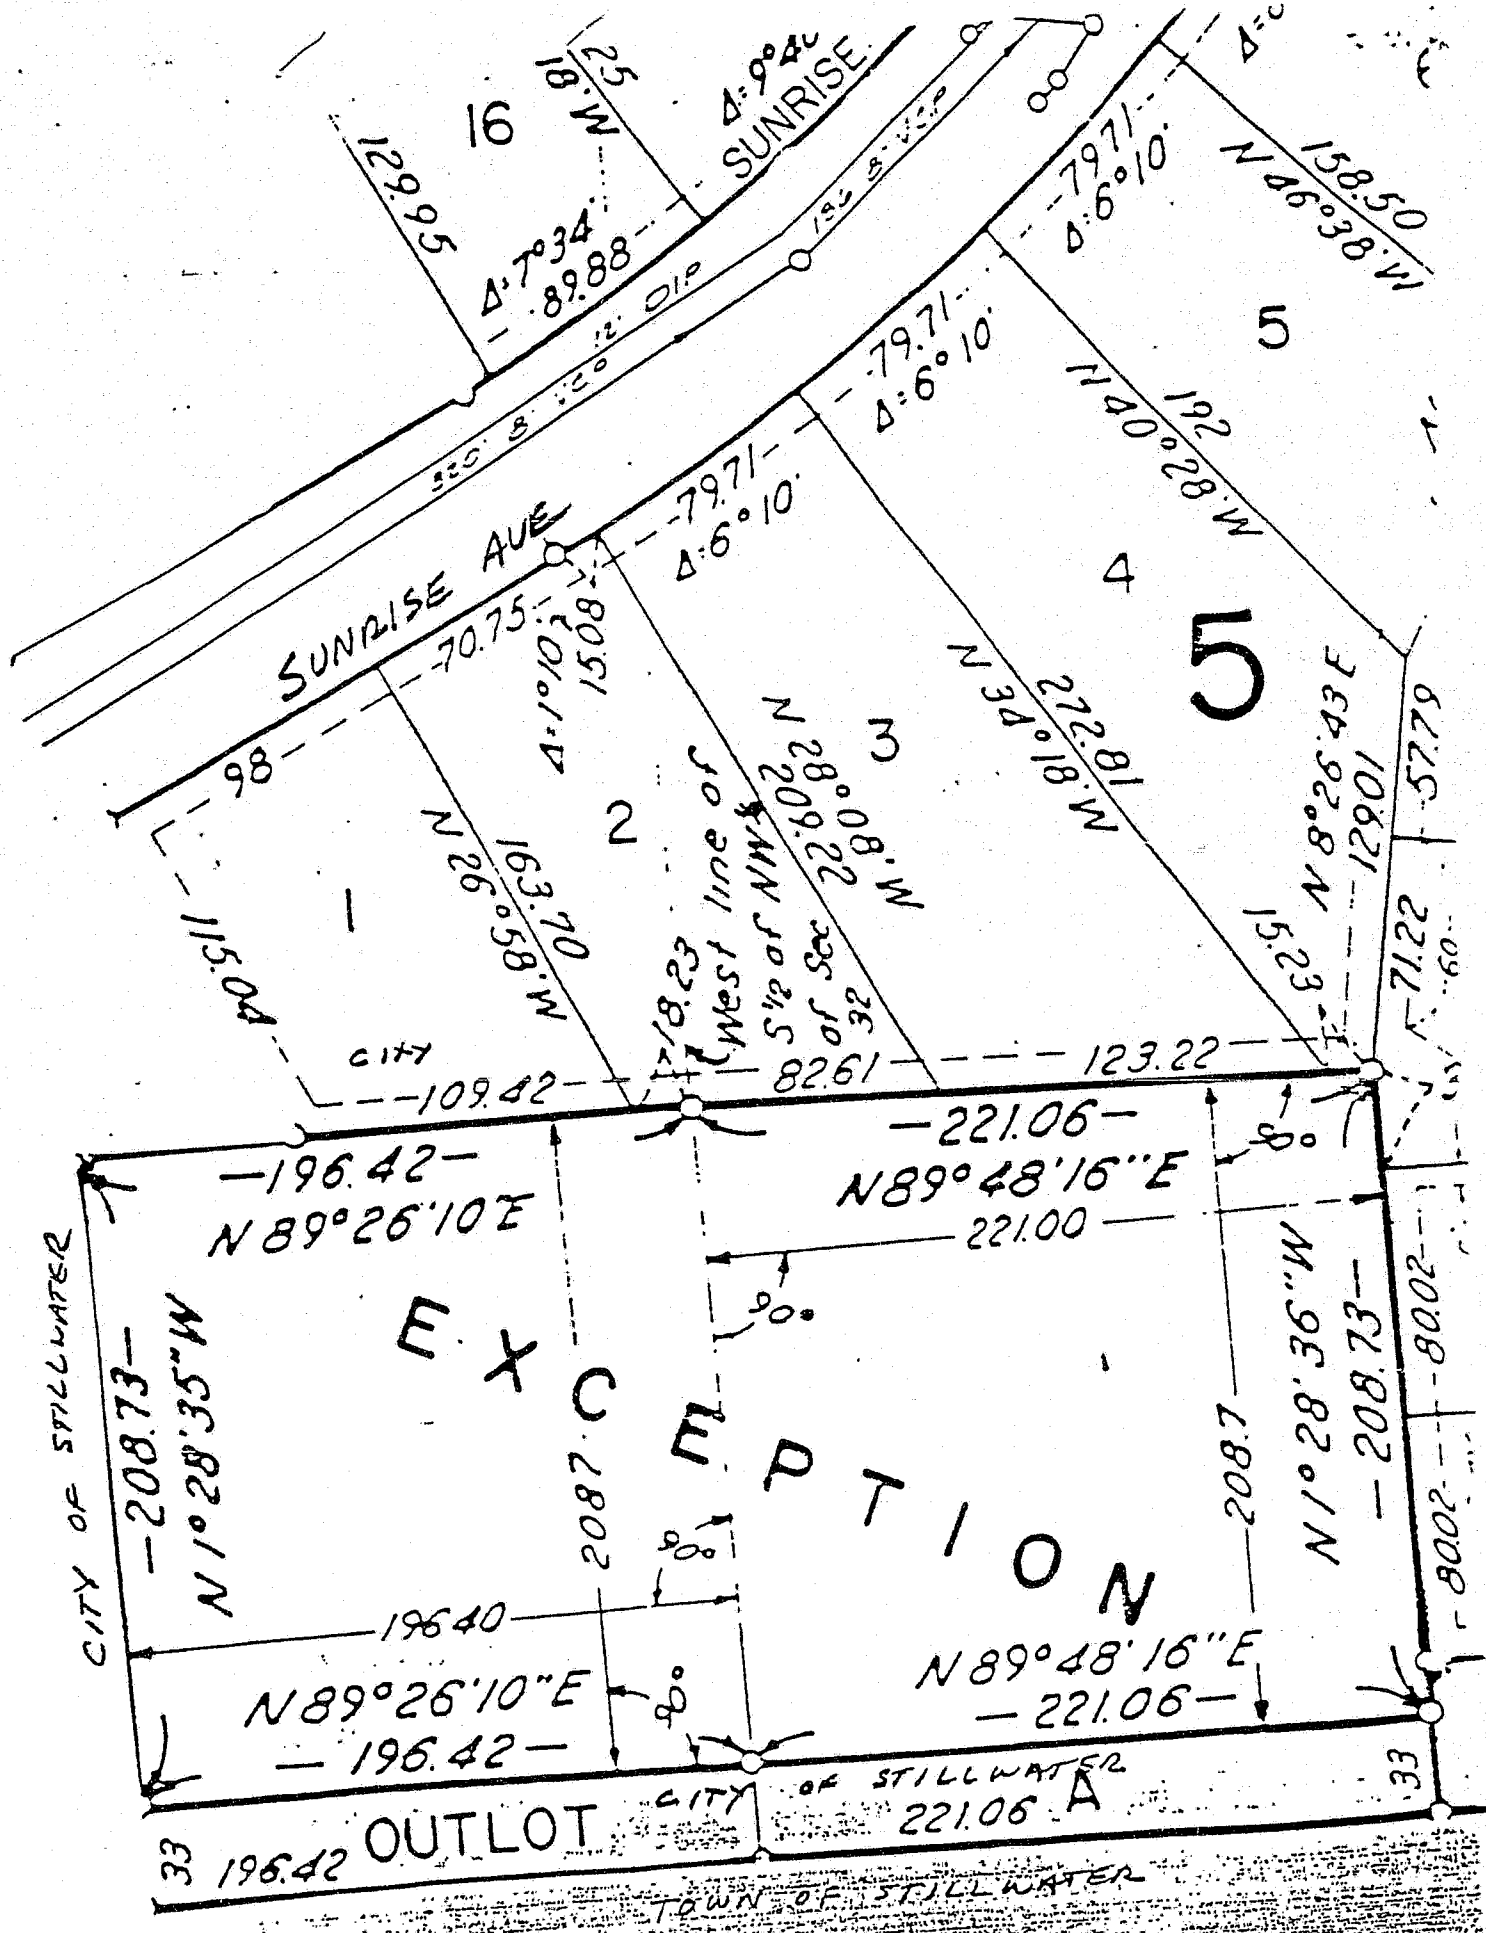 25
18' W
16
129.95
Δ=7°34'
89.88
Δ=9°40'
SUNRISE
12" DIP
186' 8" VCP
320' 8" VCP
79.71
Δ=6°10'
158.50
N 46°38' W
5
79.71
Δ=6°10'
192
N 40°28' W
79.71
Δ=6°10'
SUNRISE AVE
70.75
Δ=1°10'
15.08
98
115.04
1
N 26°58' W
163.70
2
18.23
West line of
S 1/2 of NW 1/4
of Sec
32
N 28°08' W
209.22
3
N 34°18' W
272.81
4
5
N 8°26'43 E
129.01
57.79
71.22
60
15.23
CITY
109.42
82.61
123.22
196.42
N 89°26'10"E
221.06
N 89°48'16"E
221.00
90°
90°
CITY OF STILLWATER
208.73
N 1°28'35"W
EXCEPTION
208.7
208.7
N 1°28'36"W
208.73
80.02
80.02
90°
196.40
N 89°26'10"E
196.42
90°
N 89°48'16"E
221.06
CITY OF STILLWATER
33
196.42
OUTLOT A
221.06
33
TOWN OF STILLWATER